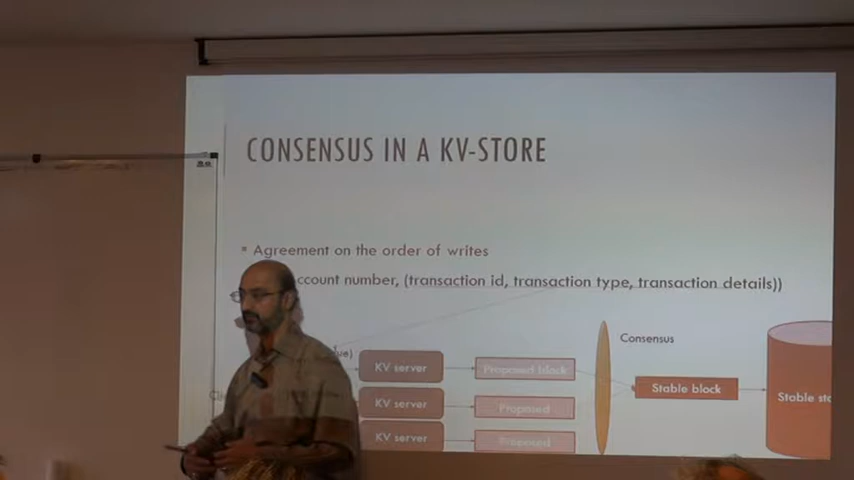 CONSENSUS IN A KV-STORE
Agreement on the order of writes
count number, (transaction id, transaction type, transaction details))
Consensus
KV server
Proposed block
Stable block
KV server
Proposed
Stable st
KV server
Proposed